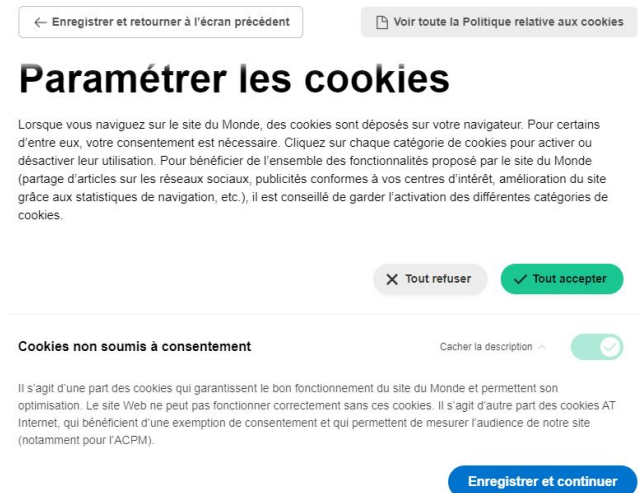 ← Enregistrer et retourner à l'écran précédent
Voir toute la Politique relative aux cookies
Paramétrer les cookies
Lorsque vous naviguez sur le site du Monde, des cookies sont déposés sur votre navigateur. Pour certains
d'entre eux, votre consentement est nécessaire. Cliquez sur chaque catégorie de cookies pour activer ou
désactiver leur utilisation. Pour bénéficier de l'ensemble des fonctionnalités proposé par le site du Monde
(partage d'articles sur les réseaux sociaux, publicités conformes à vos centres d'intérêt, amélioration du site
grâce aux statistiques de navigation, etc.), il est conseillé de garder l'activation des différentes catégories de
cookies.
Tout refuser
Tout accepter
Cookies non soumis à consentement
Cacher la description
Il s'agit d'une part des cookies qui garantissent le bon fonctionnement du site du Monde et permettent son
optimisation. Le site Web ne peut pas fonctionner correctement sans ces cookies. Il s'agit d'autre part des cookies AT
Internet, qui bénéficient d'une exemption de consentement et qui permettent de mesurer l'audience de notre site
(notamment pour l'ACPM).
Enregistrer et continuer